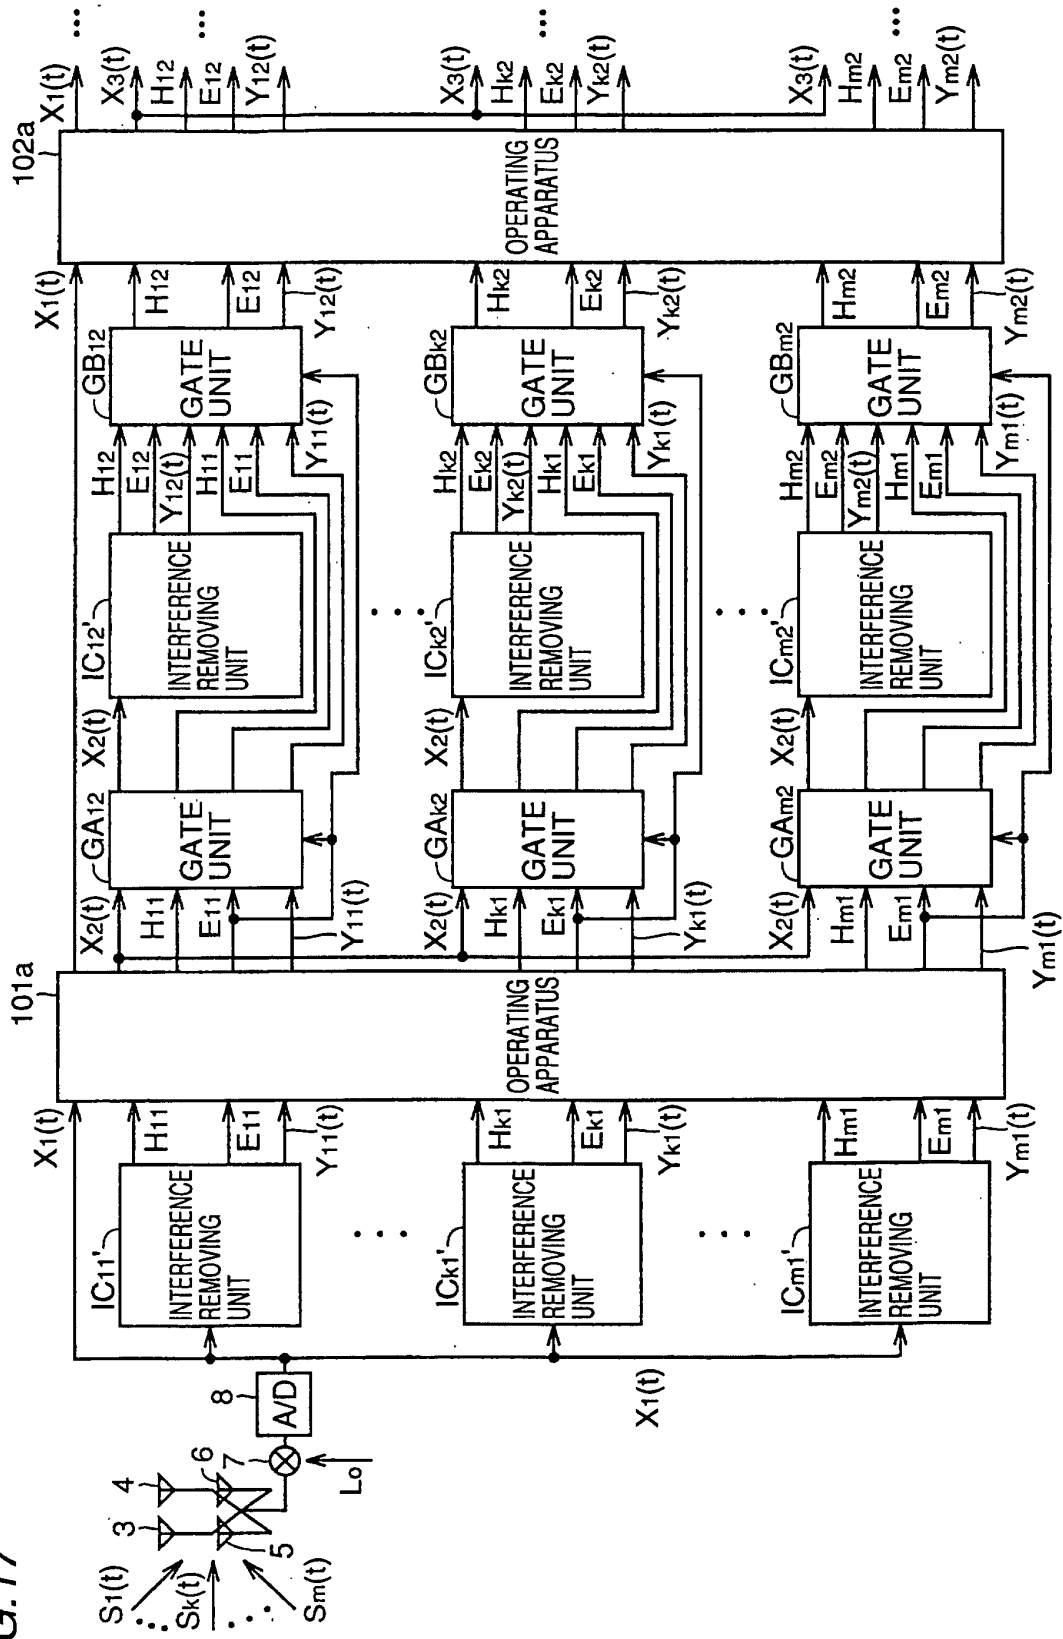 G.17
S1(t)
Sk(t)
Sm(t)
3
4
5
6
7
Lo
8
A/D
X1(t)
X1(t)
IC11'
INTERFERENCE
REMOVING
UNIT
H11
E11
Y11(t)
ICk1'
INTERFERENCE
REMOVING
UNIT
Hk1
Ek1
Yk1(t)
ICm1'
INTERFERENCE
REMOVING
UNIT
Hm1
Em1
Ym1(t)
101a
OPERATING
APPARATUS
X2(t)
H11
E11
Y11(t)
GA12
GATE
UNIT
X2(t)
Hk1
Ek1
Yk1(t)
GAk2
GATE
UNIT
X2(t)
Hm1
Em1
Ym1(t)
GAm2
GATE
UNIT
X2(t)
IC12'
INTERFERENCE
REMOVING
UNIT
X2(t)
ICk2'
INTERFERENCE
REMOVING
UNIT
X2(t)
ICm2'
INTERFERENCE
REMOVING
UNIT
H12
E12
Y12(t)
H11
E11
Y11(t)
GB12
GATE
UNIT
Hk2
Ek2
Yk2(t)
Hk1
Ek1
Yk1(t)
GBk2
GATE
UNIT
Hm2
Em2
Ym2(t)
Hm1
Em1
Ym1(t)
GBm2
GATE
UNIT
X1(t)
H12
E12
Y12(t)
Hk2
Ek2
Yk2(t)
Hm2
Em2
Ym2(t)
102a
OPERATING
APPARATUS
X1(t)
X3(t)
H12
E12
Y12(t)
X3(t)
Hk2
Ek2
Yk2(t)
X3(t)
Hm2
Em2
Ym2(t)